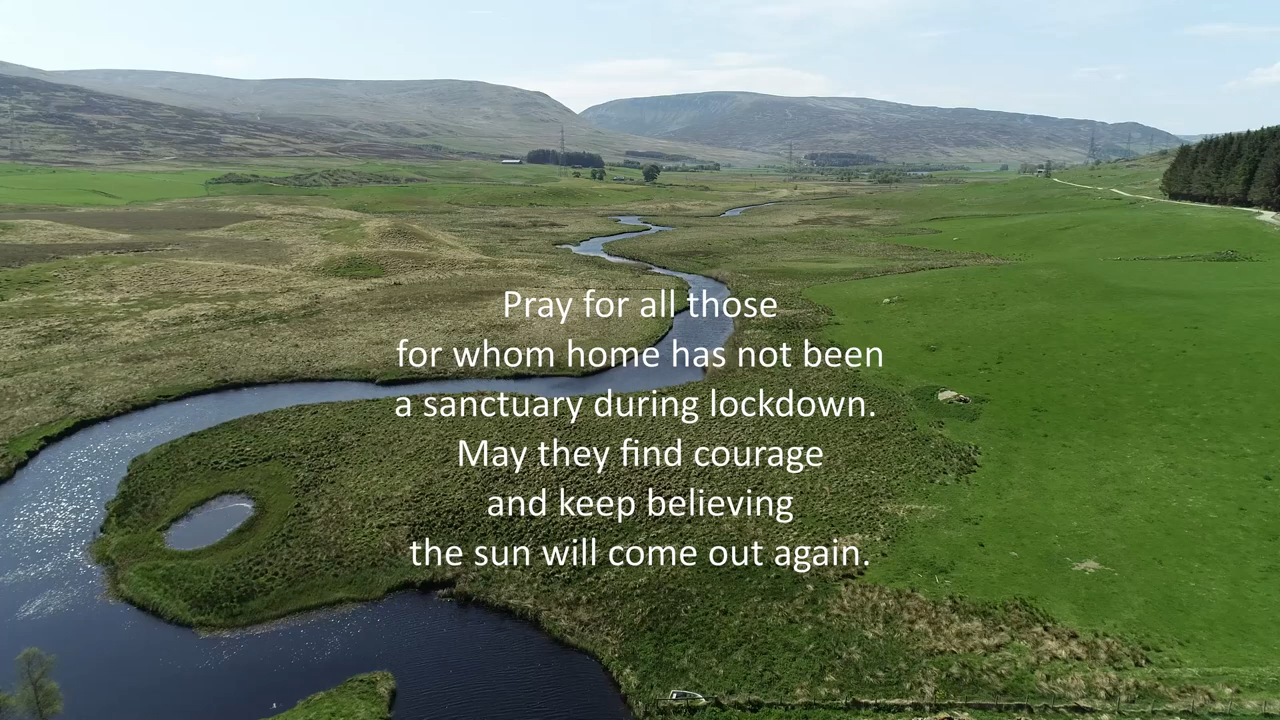 Pray for all those
for whom home has not been
a sanctuary during lockdown.
May they find courage
and keep believing
the sun will come out again.